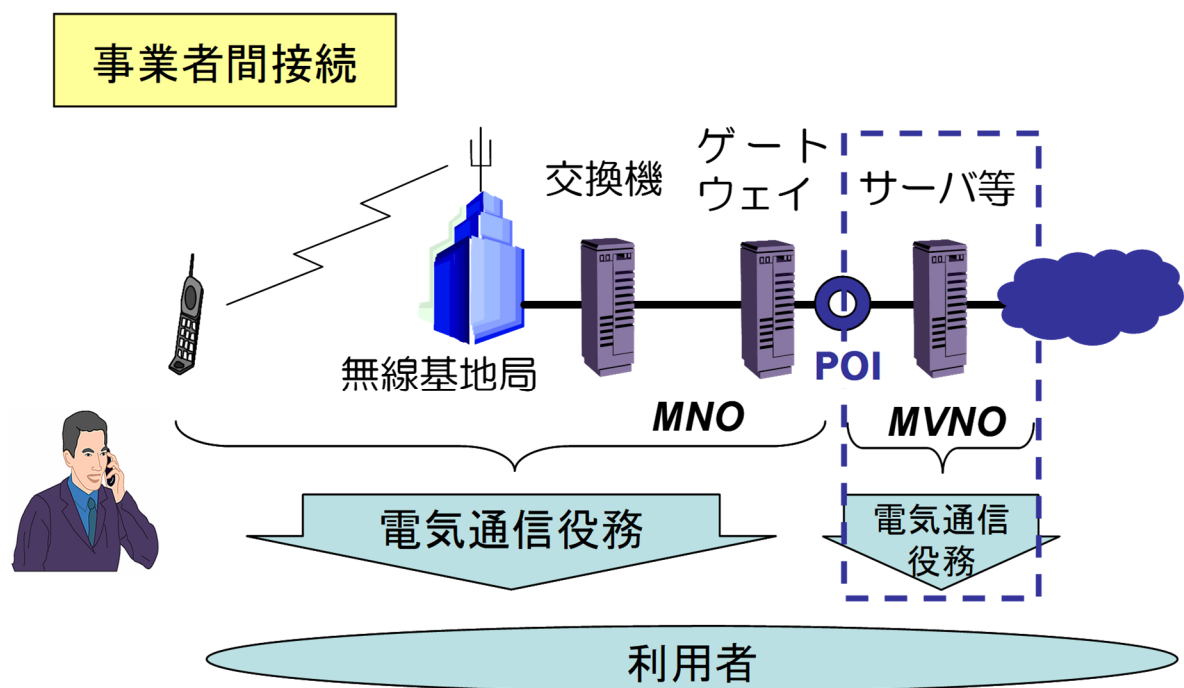 事業者間接続
交換機
ゲート
ウェイ
サーバ等
無線基地局
POI
MNO
MVNO
電気通信役務
電気通信
役務
利用者